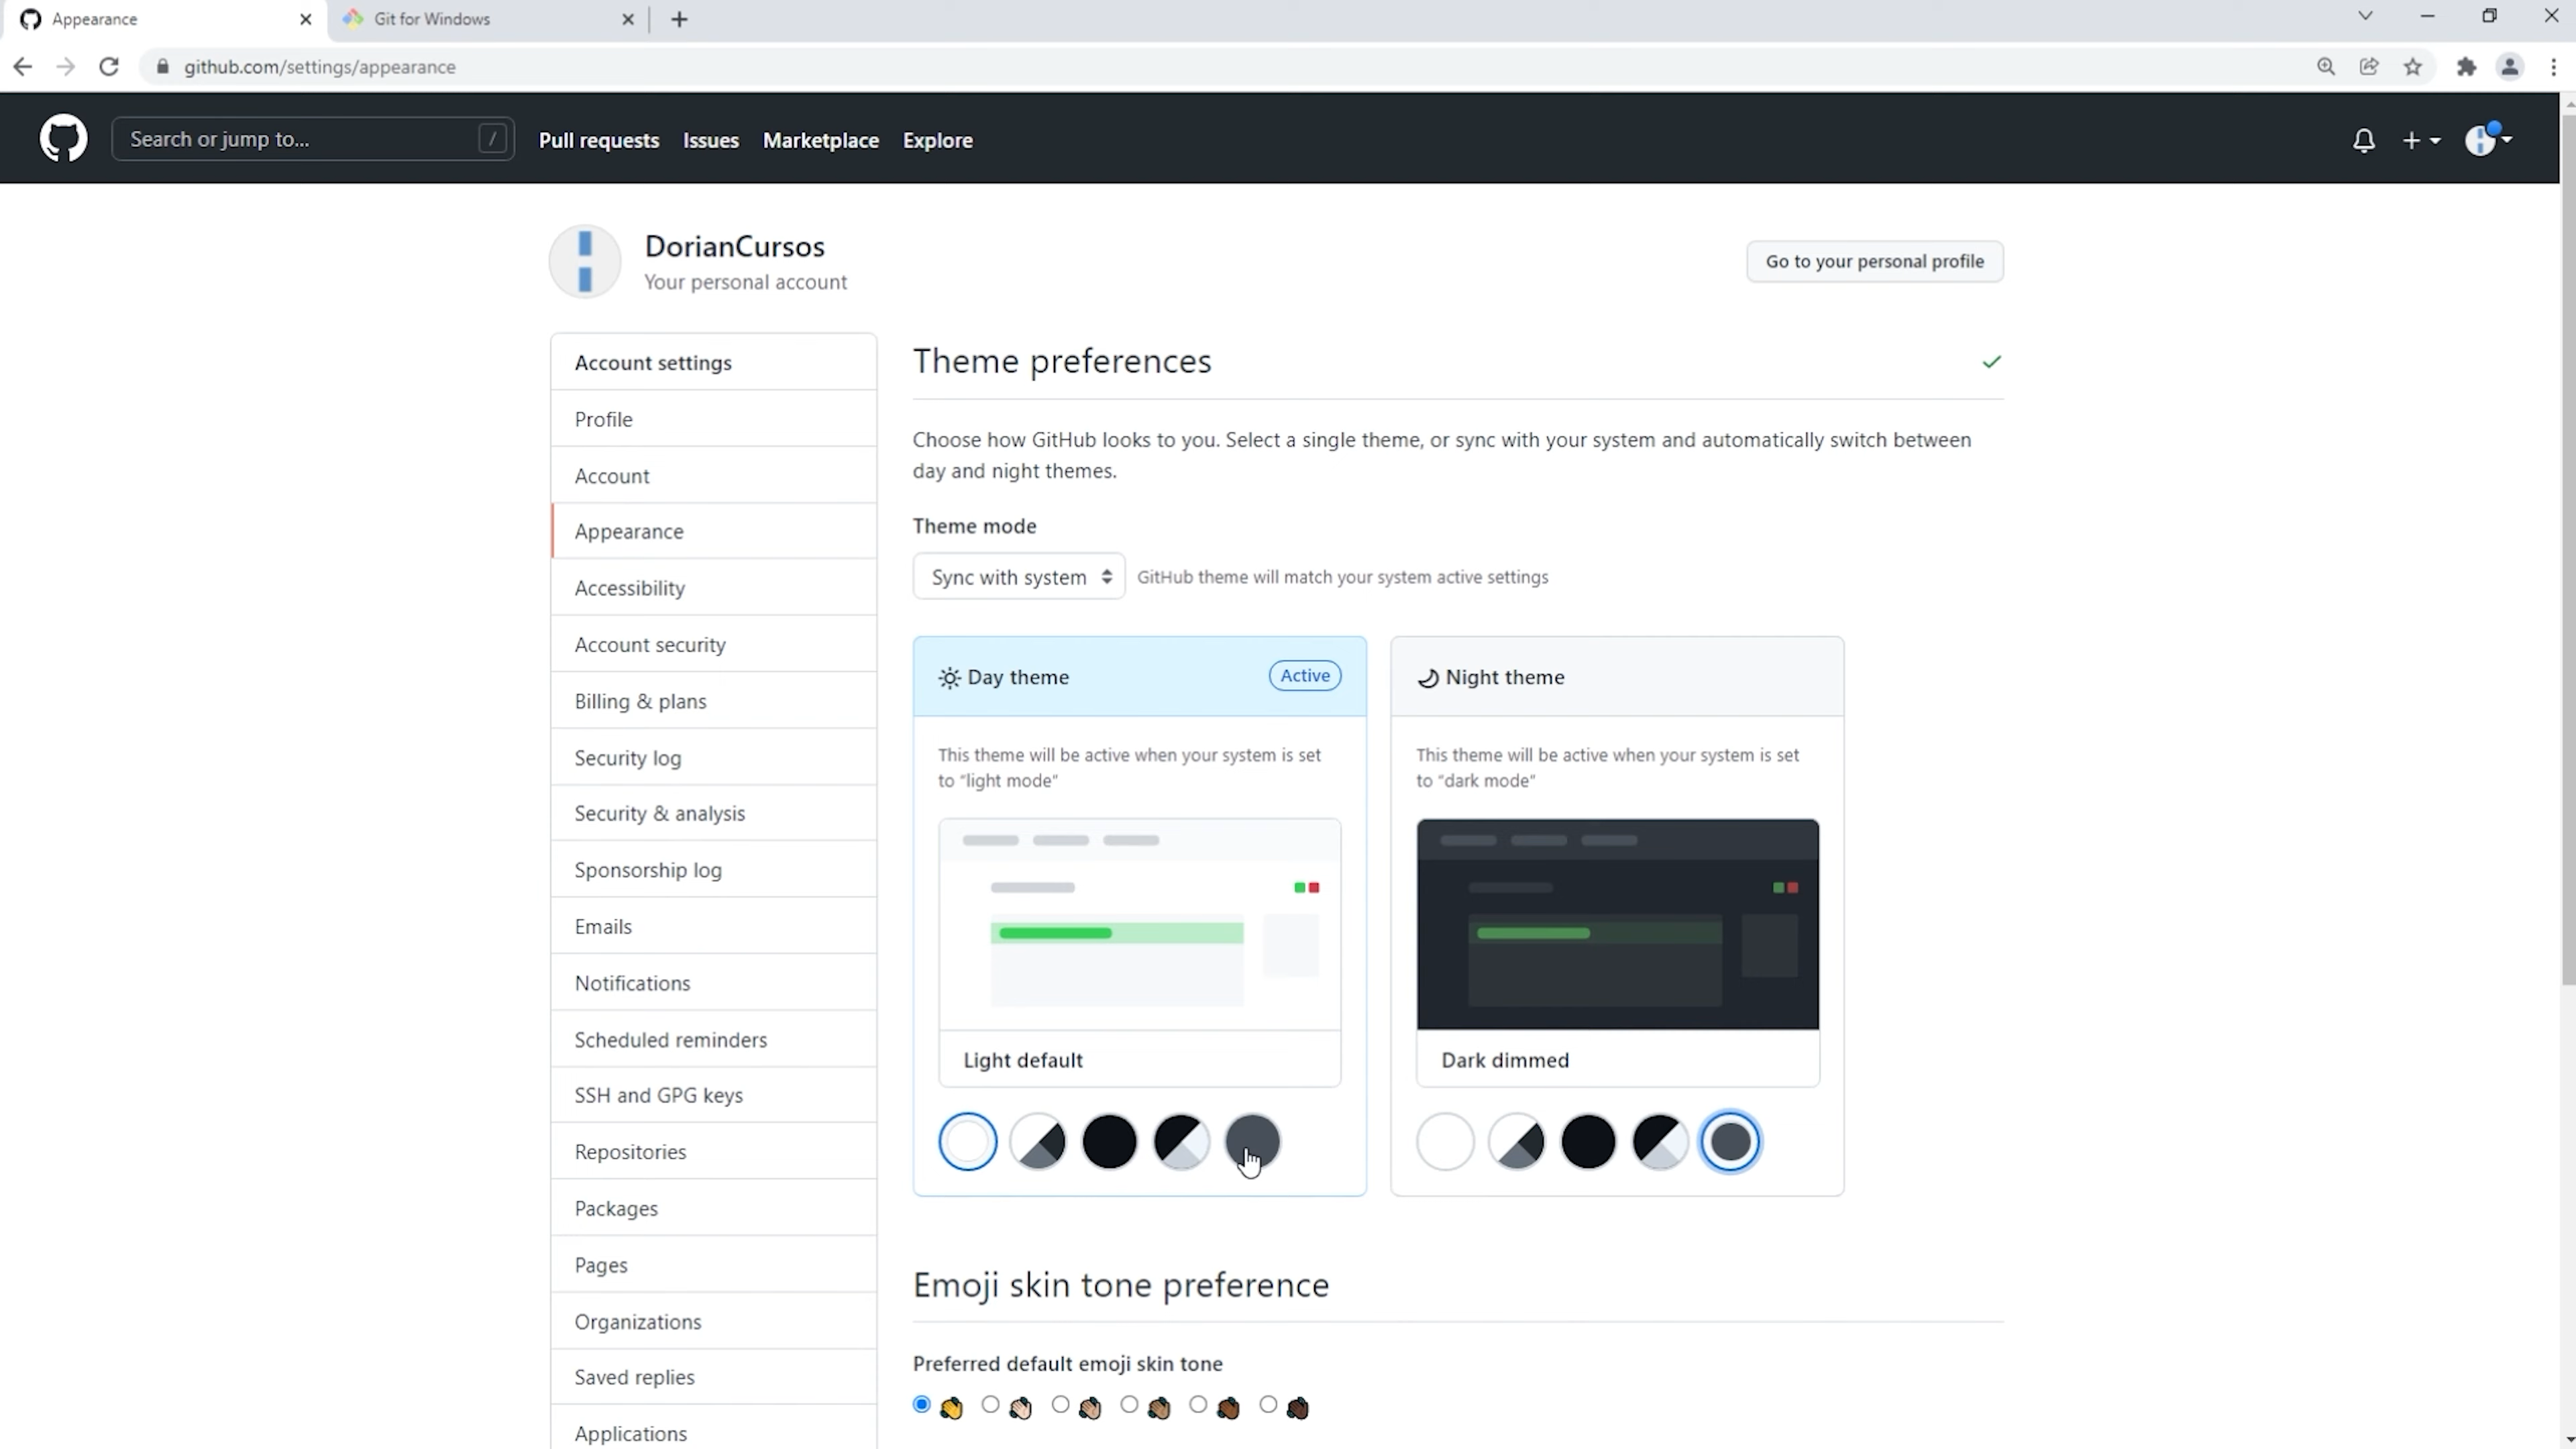 Appearance
Git for Windows
github.com/settings/appearance
Search or jump to...
/
Pull requests
Issues
Marketplace
Explore
DorianCursos
Your personal account
Go to your personal profile
Account settings
Profile
Account
Appearance
Accessibility
Account security
Billing & plans
Security log
Security & analysis
Sponsorship log
Emails
Notifications
Scheduled reminders
SSH and GPG keys
Repositories
Packages
Pages
Organizations
Saved replies
Applications
Theme preferences
Choose how GitHub looks to you. Select a single theme, or sync with your system and automatically switch between
day and night themes.
Theme mode
Sync with system
GitHub theme will match your system active settings
Day theme
Active
This theme will be active when your system is set
to “light mode”
Light default
Night theme
This theme will be active when your system is set
to “dark mode”
Dark dimmed
Emoji skin tone preference
Preferred default emoji skin tone